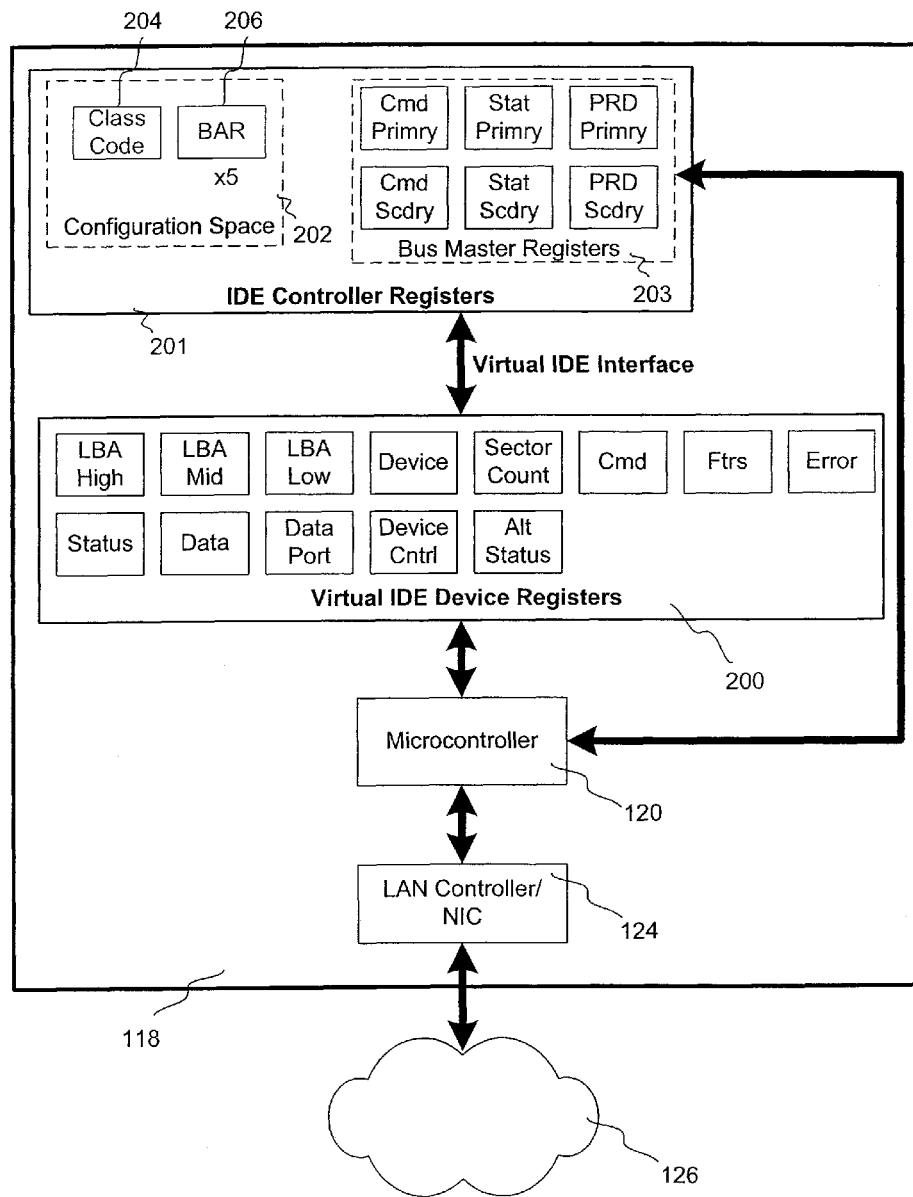 204
206
Class
Code
BAR
x5
Configuration Space
202
Cmd
Primry
Stat
Primry
PRD
Primry
Cmd
Scdry
Stat
Scdry
PRD
Scdry
Bus Master Registers
203
IDE Controller Registers
201
Virtual IDE Interface
LBA
High
LBA
Mid
LBA
Low
Device
Sector
Count
Cmd
Ftrs
Error
Status
Data
Data
Port
Device
Cntrl
Alt
Status
Virtual IDE Device Registers
200
Microcontroller
120
LAN Controller/
NIC
124
118
126